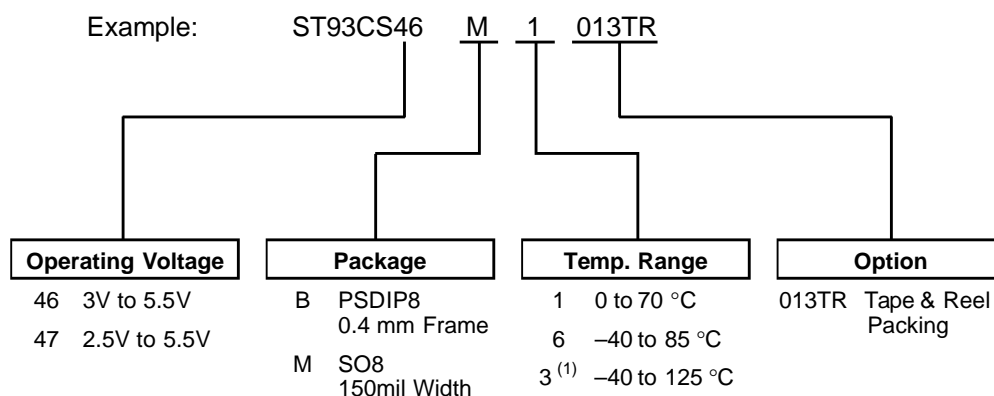 Example: ST93CS46 M 1 013TR
Operating Voltage
46 3V to 5.5V
47 2.5V to 5.5V
Package
B PSDIP8
0.4 mm Frame
M SO8
150mil Width
Temp. Range
1 0 to 70 °C
6 –40 to 85 °C
3 (1) –40 to 125 °C
Option
013TR Tape & Reel
Packing